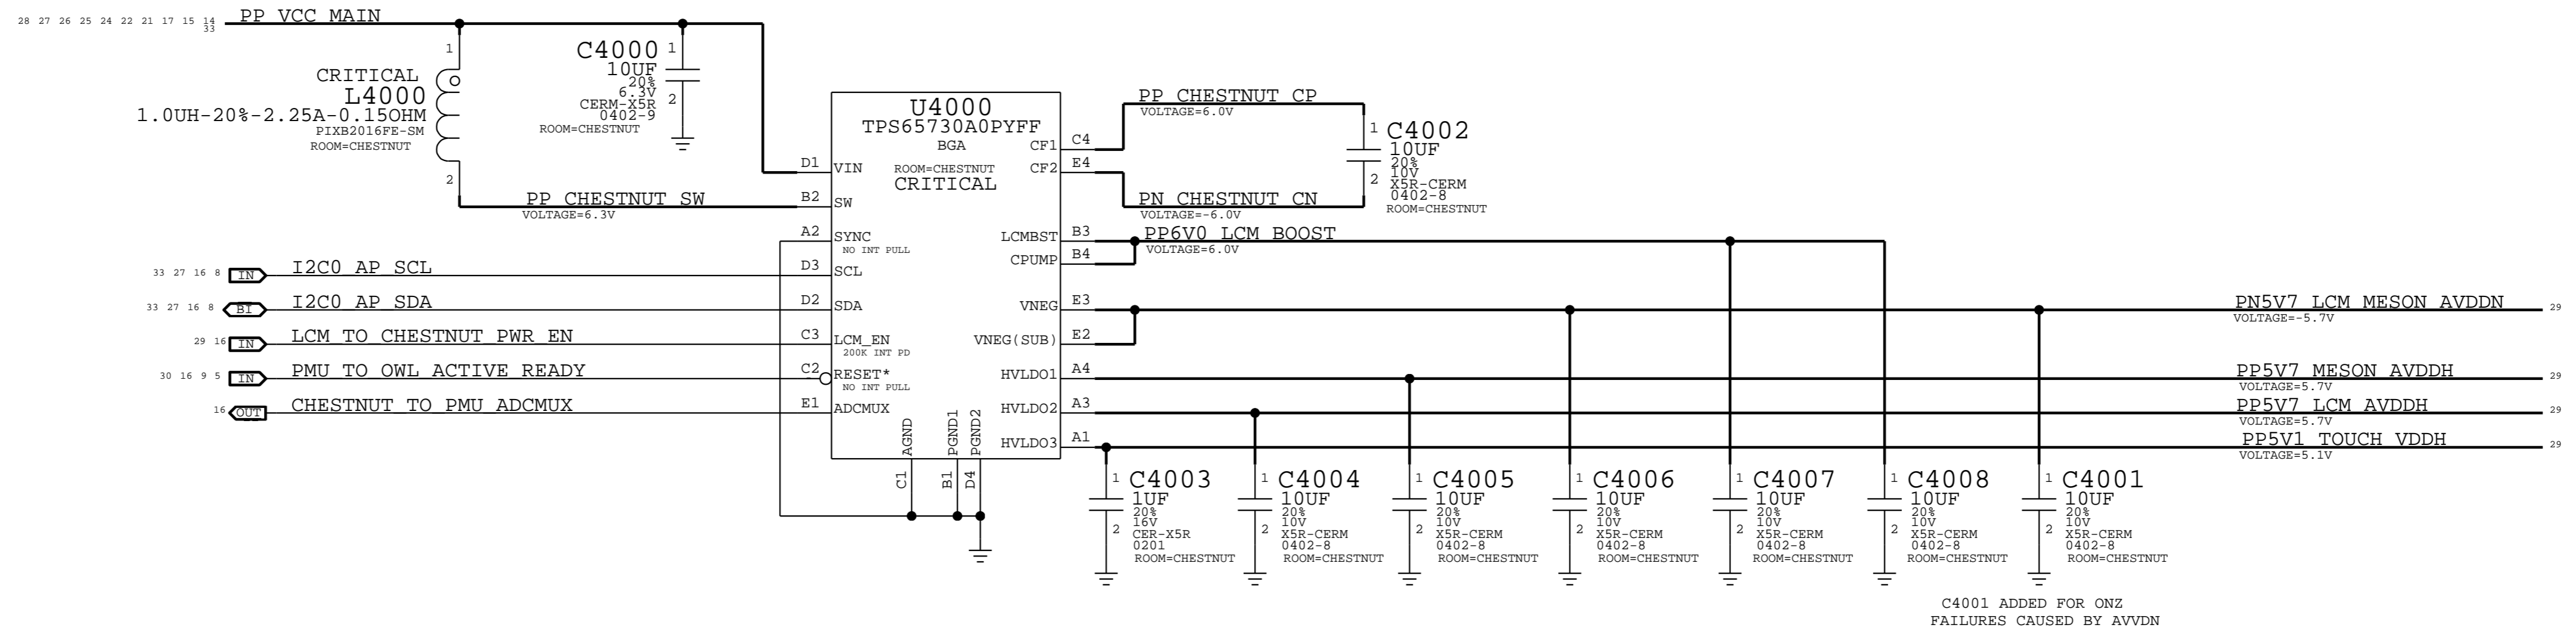 PP_VCC_MAIN
28 27 26 25 24 22 21 17 15 14
33
1
CRITICAL
L4000
1.0UH-20%-2.25A-0.15OHM
PIXB2016FE-SM
ROOM=CHESTNUT
2
C4000
1
10UF
20%
6.3V
CERM-X5R
2
0402-9
ROOM=CHESTNUT
PP_CHESTNUT_SW
VOLTAGE=6.3V
33 27 16 8 IN I2C0_AP_SCL
33 27 16 8 BI I2C0_AP_SDA
29 16 IN LCM_TO_CHESTNUT_PWR_EN
30 16 9 5 IN PMU_TO_OWL_ACTIVE_READY
16 OUT CHESTNUT_TO_PMU_ADCMUX
U4000
TPS65730A0PYFF
BGA
ROOM=CHESTNUT
CRITICAL
D1 VIN
B2 SW
A2 SYNC
NO INT PULL
D3 SCL
D2 SDA
C3 LCM_EN
200K INT PD
C2 RESET*
NO INT PULL
E1 ADCMUX
AGND C1
PGND1 B1
PGND2 D4
CF1 C4
CF2 E4
LCMBST B3
CPUMP B4
VNEG E3
VNEG(SUB) E2
HVLDO1 A4
HVLDO2 A3
HVLDO3 A1
PP_CHESTNUT_CP
VOLTAGE=6.0V
PN_CHESTNUT_CN
VOLTAGE=-6.0V
1
C4002
10UF
20%
10V
2
X5R-CERM
0402-8
ROOM=CHESTNUT
PP6V0_LCM_BOOST
VOLTAGE=6.0V
PN5V7_LCM_MESON_AVDDN 29
VOLTAGE=-5.7V
PP5V7_MESON_AVDDH 29
VOLTAGE=5.7V
PP5V7_LCM_AVDDH 29
VOLTAGE=5.7V
PP5V1_TOUCH_VDDH 29
VOLTAGE=5.1V
1
C4003
1UF
20%
16V
2
CER-X5R
0201
ROOM=CHESTNUT
1
C4004
10UF
20%
10V
2
X5R-CERM
0402-8
ROOM=CHESTNUT
1
C4005
10UF
20%
10V
2
X5R-CERM
0402-8
ROOM=CHESTNUT
1
C4006
10UF
20%
10V
2
X5R-CERM
0402-8
ROOM=CHESTNUT
1
C4007
10UF
20%
10V
2
X5R-CERM
0402-8
ROOM=CHESTNUT
1
C4008
10UF
20%
10V
2
X5R-CERM
0402-8
ROOM=CHESTNUT
1
C4001
10UF
20%
10V
2
X5R-CERM
0402-8
ROOM=CHESTNUT
C4001 ADDED FOR ONZ
FAILURES CAUSED BY AVVDN